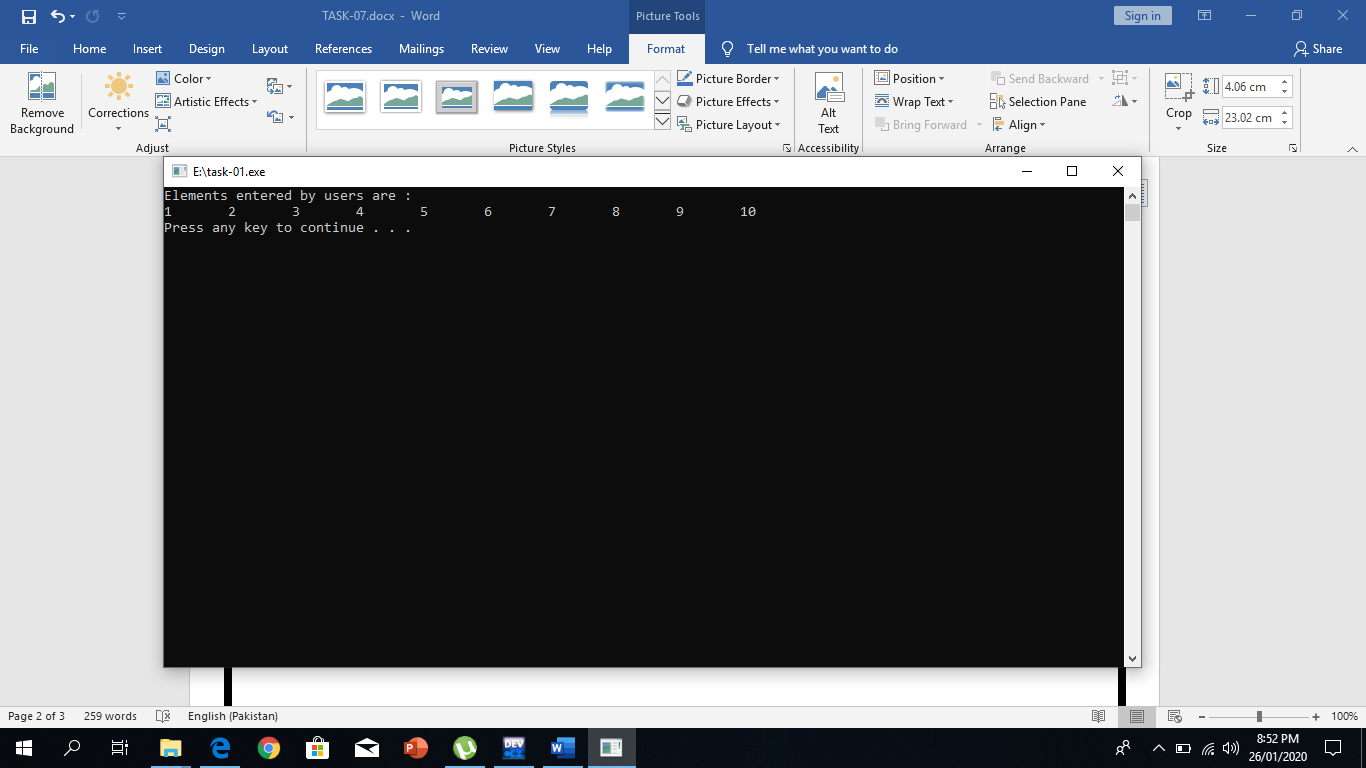 TASK-07.docx - Word
Picture Tools
Sign in
File Home Insert Design Layout References Mailings Review View Help Format Tell me what you want to do Share
Remove Background
Corrections
Color
Artistic Effects
Adjust
Picture Styles
Picture Border
Picture Effects
Picture Layout
Alt Text
Accessibility
Position
Wrap Text
Bring Forward
Send Backward
Selection Pane
Align
Arrange
Crop
4.06 cm
23.02 cm
Size
E:\task-01.exe
Elements entered by users are :
1 2 3 4 5 6 7 8 9 10
Press any key to continue . . .
Page 2 of 3 259 words English (Pakistan) 100%
DEV
8:52 PM
26/01/2020